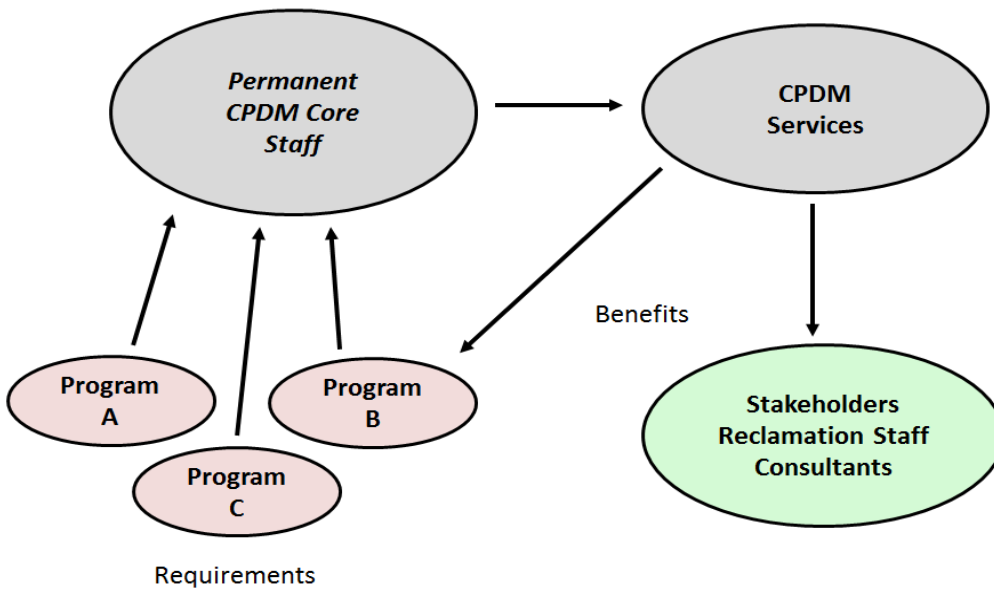 Permanent
CPDM Core
Staff
CPDM
Services
Benefits
Program
A
Program
B
Program
C
Stakeholders
Reclamation Staff
Consultants
Requirements